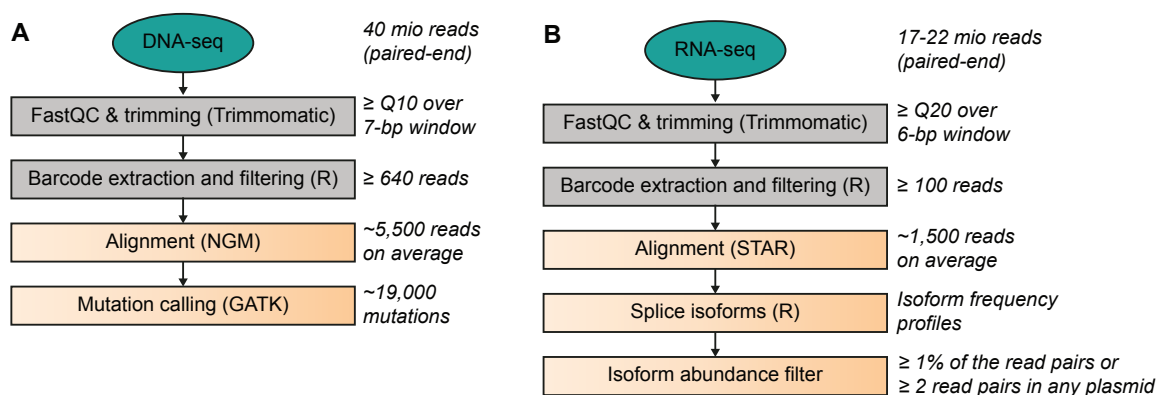 A
DNA-seq
40 mio reads
(paired-end)
FastQC & trimming (Trimmomatic)
≥ Q10 over
7-bp window
Barcode extraction and filtering (R)
≥ 640 reads
Alignment (NGM)
~5,500 reads
on average
Mutation calling (GATK)
~19,000
mutations
B
RNA-seq
17-22 mio reads
(paired-end)
FastQC & trimming (Trimmomatic)
≥ Q20 over
6-bp window
Barcode extraction and filtering (R)
≥ 100 reads
Alignment (STAR)
~1,500 reads
on average
Splice isoforms (R)
Isoform frequency
profiles
Isoform abundance filter
≥ 1% of the read pairs or
≥ 2 read pairs in any plasmid